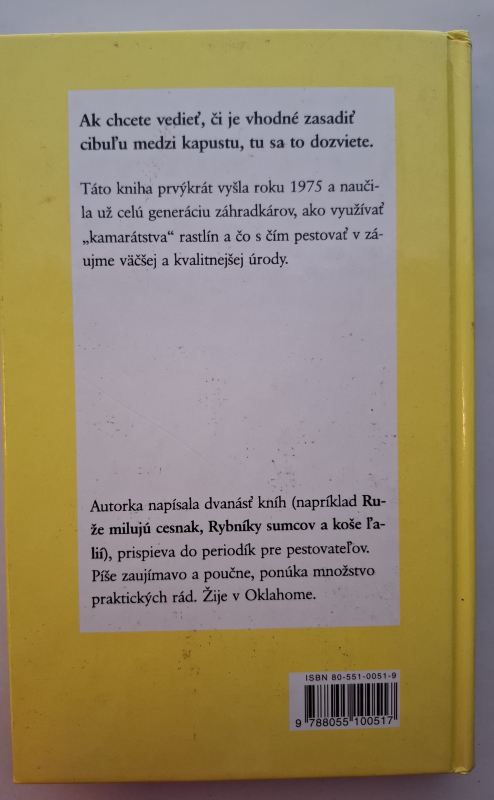 Ak chcete vedieť, či je vhodné zasadiť
cibuľu medzi kapustu, tu sa to dozviete.
Táto kniha prvýkrát vyšla roku 1975 a nauči-
la už celú generáciu záhradkárov, ako využívať
„kamarátstva“ rastlín a čo s čím pestovať v zá-
ujme väčšej a kvalitnejšej úrody.
Autorka napísala dvanásť kníh (napríklad Ru-
že milujú cesnak, Rybníky sumcov a koše ľa-
lií), prispieva do periodík pre pestovateľov.
Píše zaujímavo a poučne, ponúka množstvo
praktických rád. Žije v Oklahome.
ISBN 80-551-0051-9
9 788055 100517